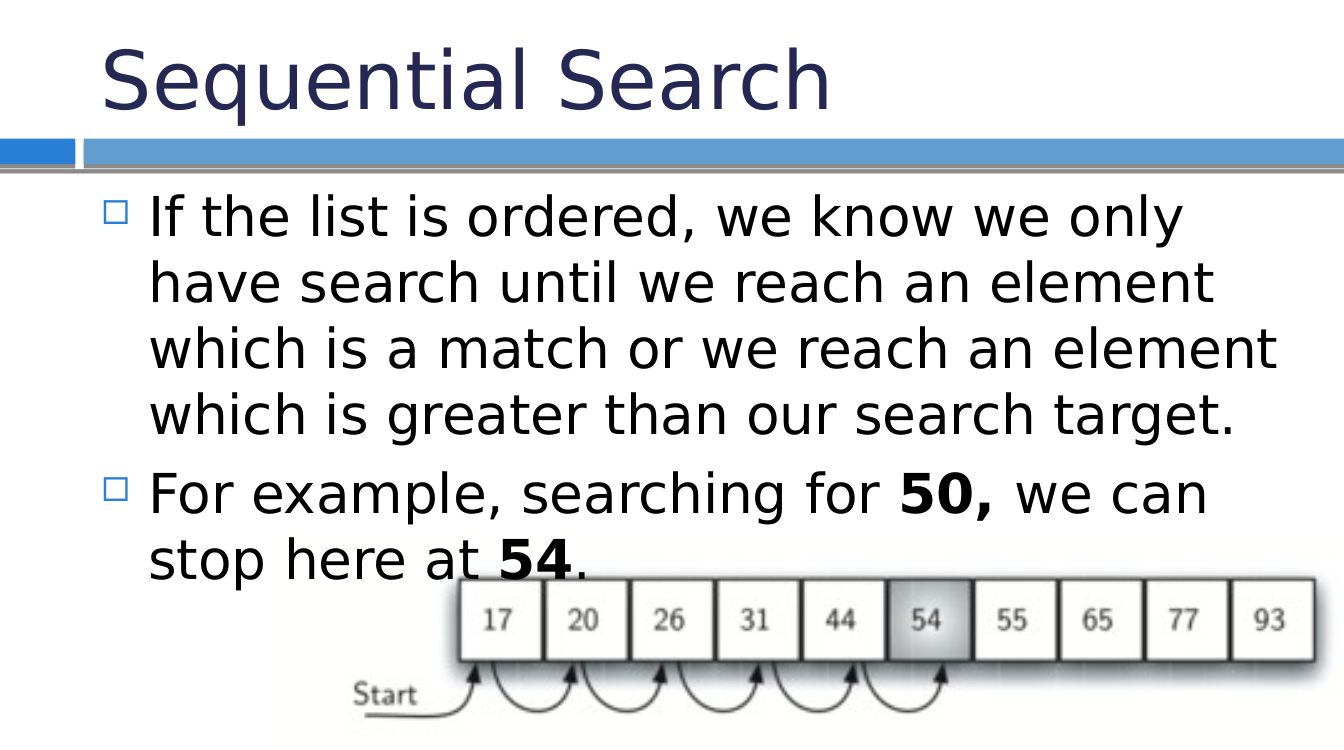 Sequential Search
If the list is ordered, we know we only
have search until we reach an element
which is a match or we reach an element
which is greater than our search target.
For example, searching for 50, we can
stop here at 54.
17 20 26 31 44 54 55 65 77 93
Start